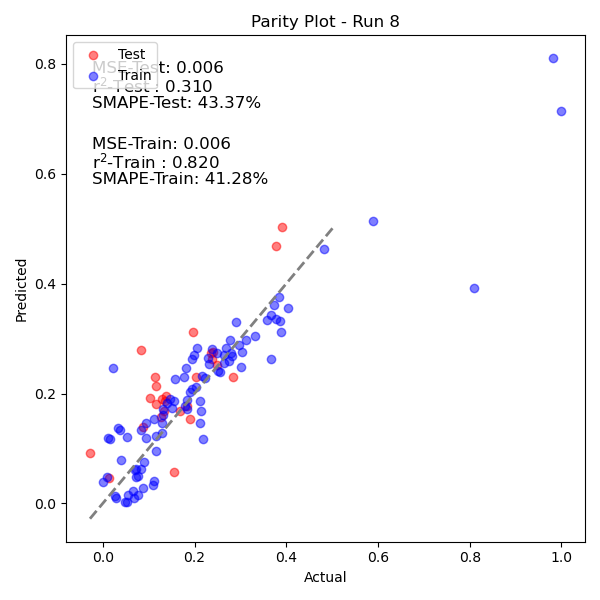 Parity Plot - Run 8
Test
Train
MSE-Test: 0.006
r²-Test : 0.310
SMAPE-Test: 43.37%
MSE-Train: 0.006
r²-Train : 0.820
SMAPE-Train: 41.28%
0.8
0.6
0.4
0.2
0.0
Predicted
0.0 0.2 0.4 0.6 0.8 1.0
Actual